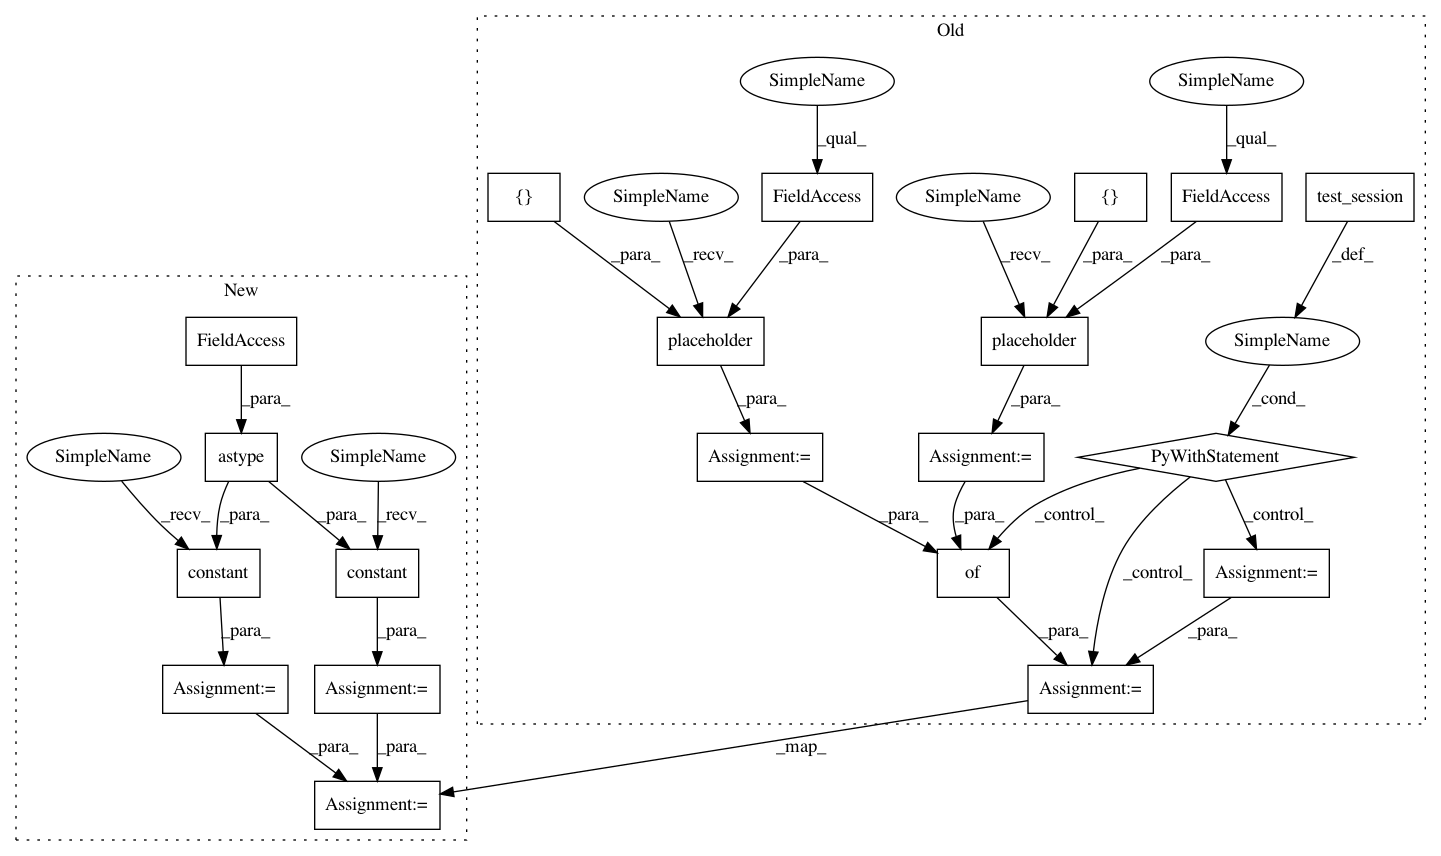 Old
SimpleName
SimpleName
_qual_
_qual_
{}
SimpleName
FieldAccess
SimpleName
{}
FieldAccess
test_session
_para_
_recv_
_para_
_recv_
_para_
_para_
_def_
New
FieldAccess
placeholder
placeholder
SimpleName
_para_
_para_
_para_
_cond_
SimpleName
astype
SimpleName
Assignment:=
Assignment:=
PyWithStatement
_recv_
_para_
_para_
_recv_
_para_
_para_
_control_
_control_
constant
constant
of
_control_
Assignment:=
_para_
_para_
_para_
_para_
Assignment:=
Assignment:=
Assignment:=
_para_
_para_
_map_
Assignment:=